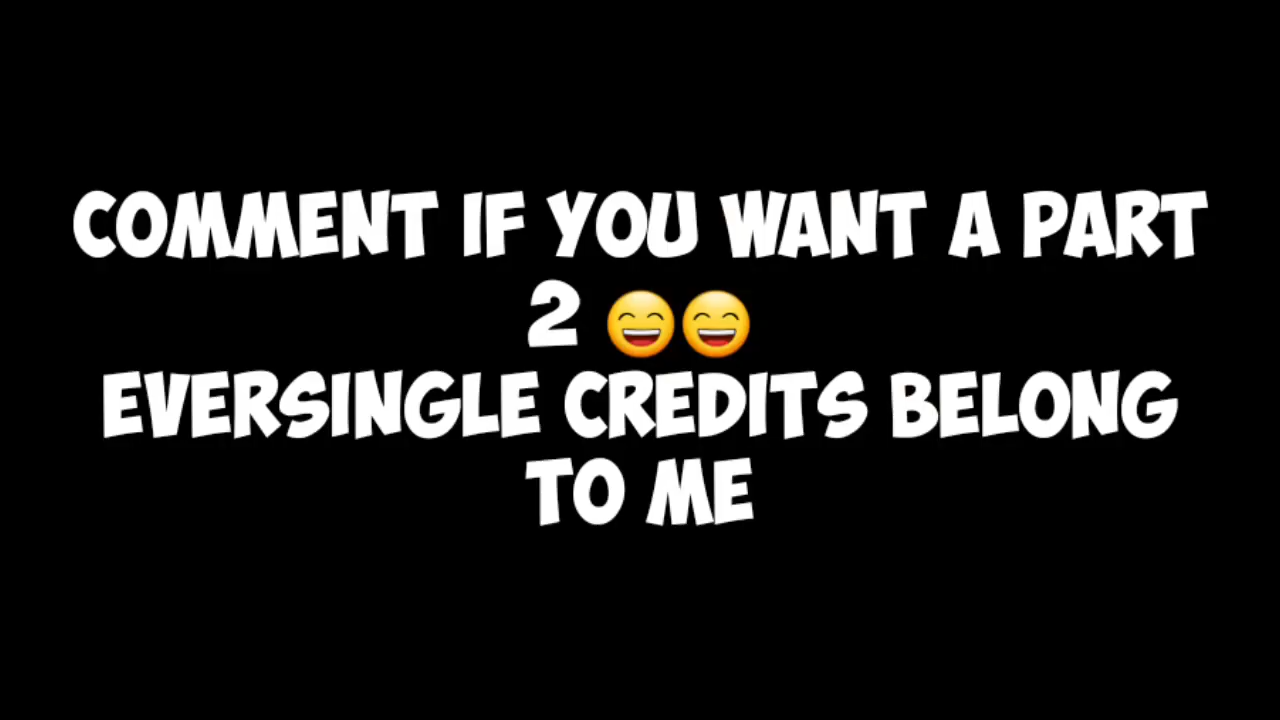 COMMENT IF YOU WANT A PART
2 😄😄
EVERSINGLE CREDITS BELONG
TO ME